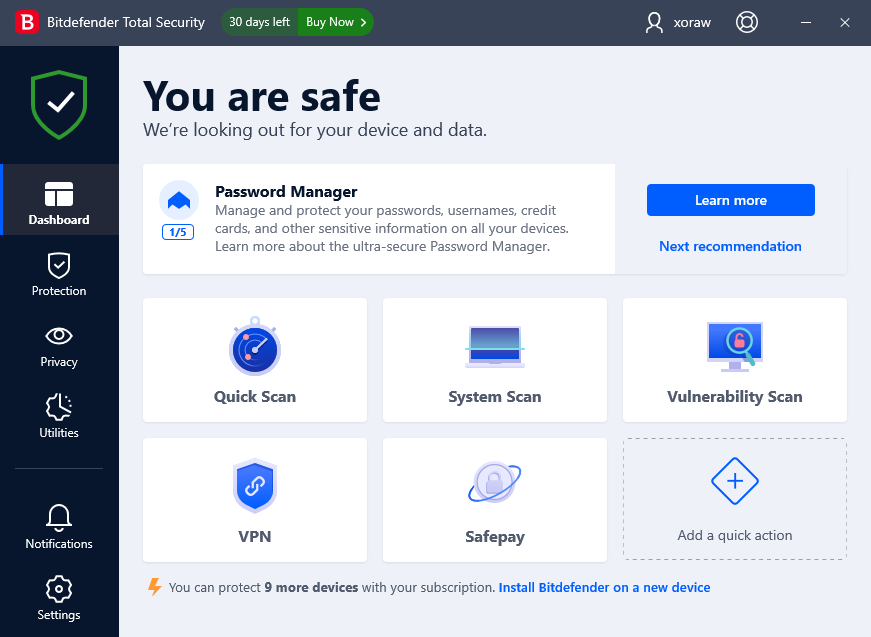 B Bitdefender Total Security 30 days left Buy Now xoraw
You are safe
We're looking out for your device and data.
Dashboard
Protection
Privacy
Utilities
Notifications
Settings
1/5
Password Manager
Manage and protect your passwords, usernames, credit
cards, and other sensitive information on all your devices.
Learn more about the ultra-secure Password Manager.
Learn more
Next recommendation
Quick Scan
System Scan
Vulnerability Scan
VPN
Safepay
Add a quick action
You can protect 9 more devices with your subscription. Install Bitdefender on a new device